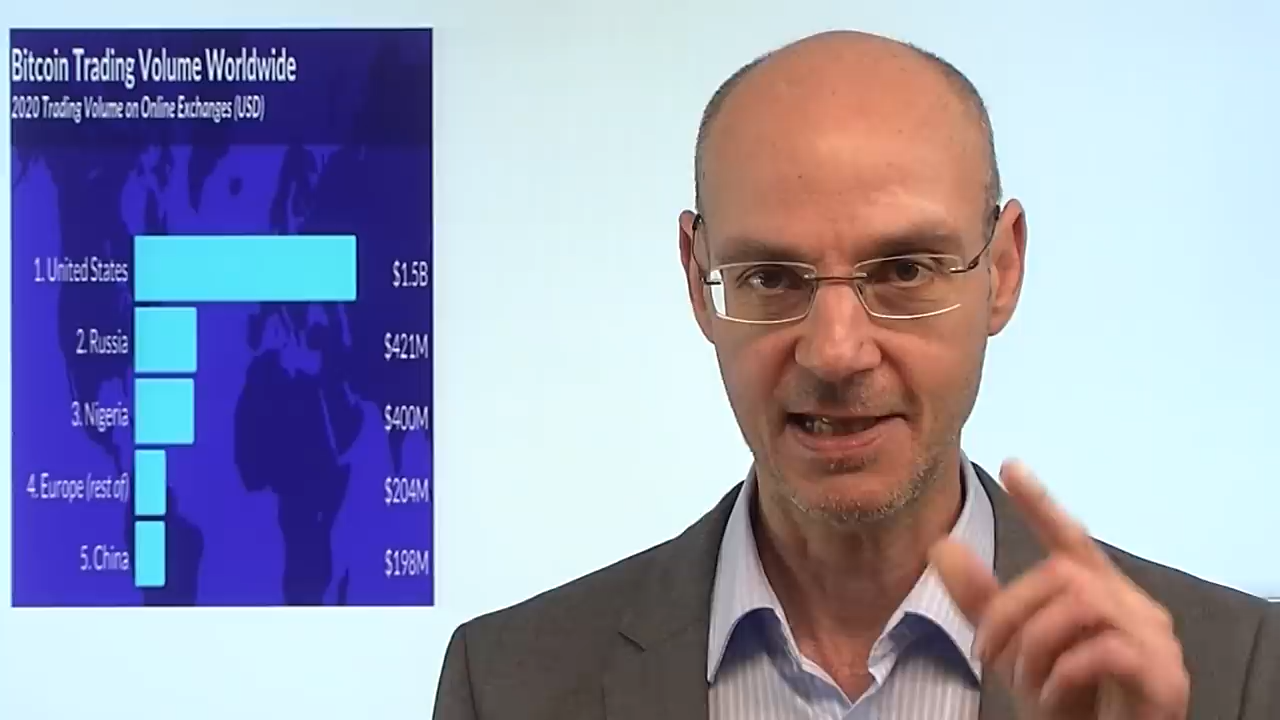 Bitcoin Trading Volume Worldwide
2020 Trading Volume on Online Exchanges (USD)
1. United States $1.5B
2. Russia $421M
3. Nigeria $400M
4. Europe (rest of) $204M
5. China $198M